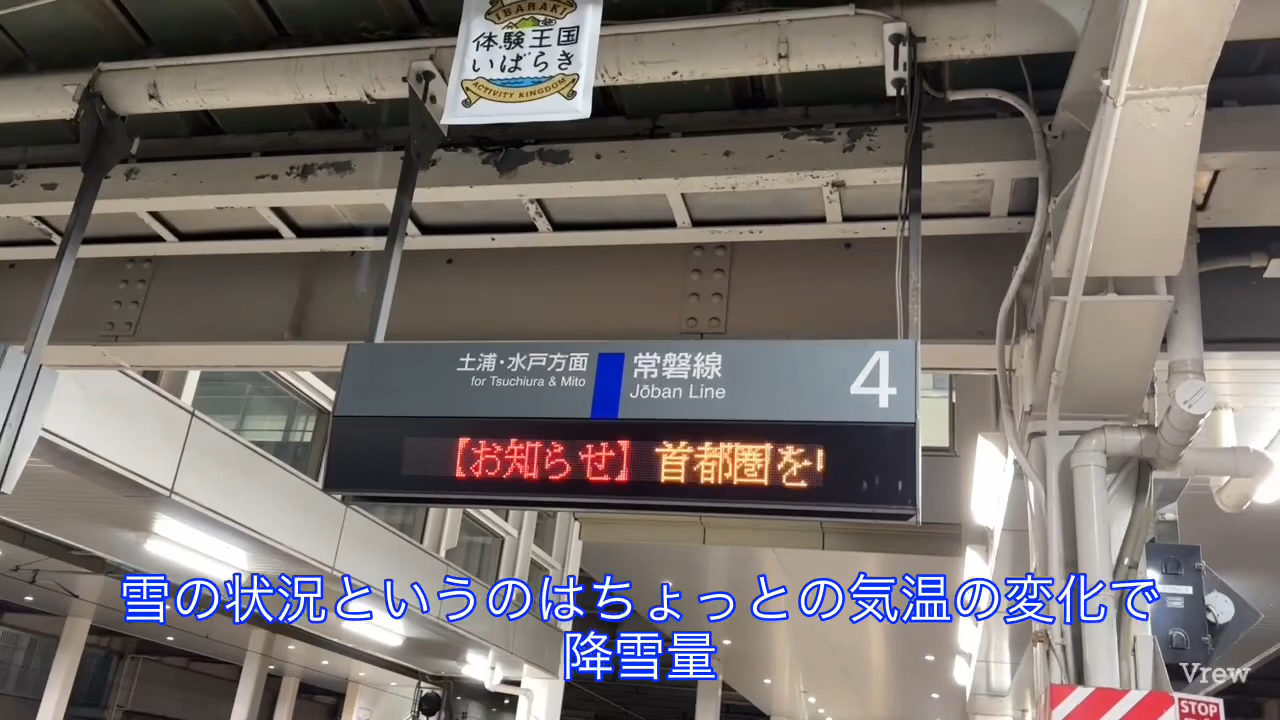 IBARAKI
体験王国
いばらき
ACTIVITY KINGDOM
土浦・水戸方面
for Tsuchiura & Mito
常磐線
Jōban Line
4
【お知らせ】 首都圏を
雪の状況というのはちょっとの気温の変化で
降雪量
Vrew
STOP